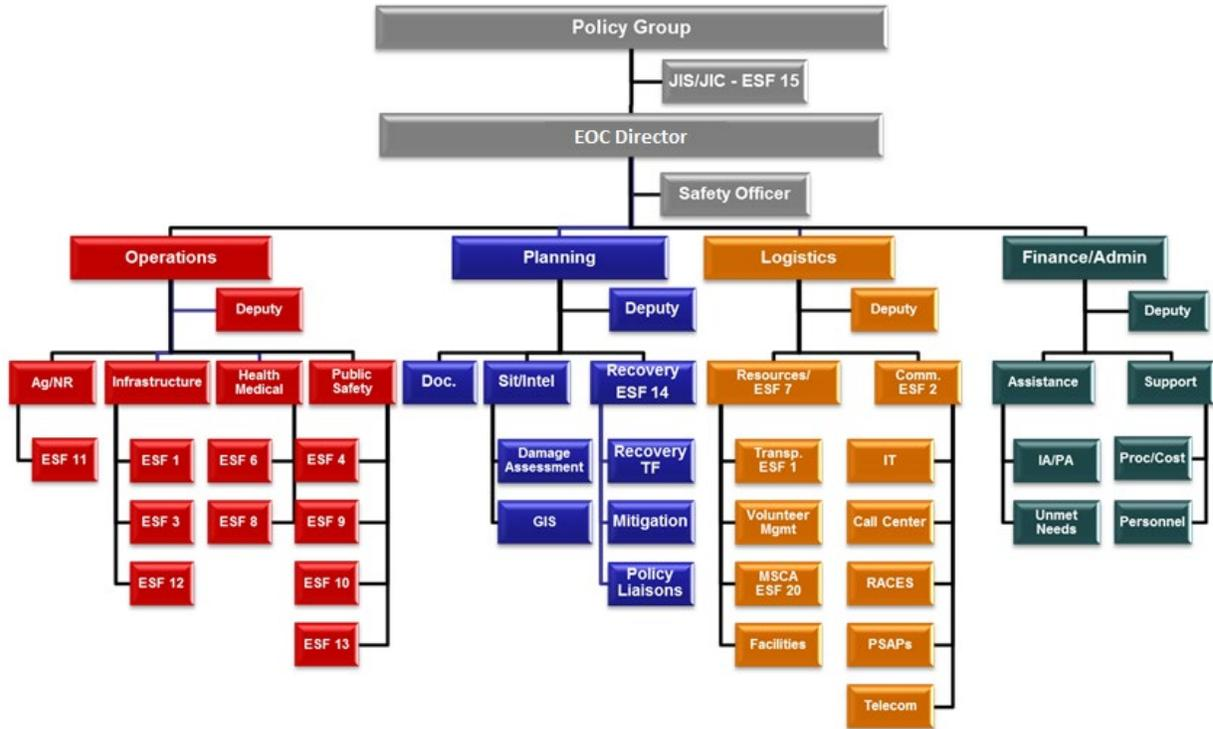 Policy Group
JIS/JIC - ESF 15
EOC Director
Safety Officer
Operations
Planning
Logistics
Finance/Admin
Deputy
Deputy
Deputy
Deputy
Ag/NR
Infrastructure
Health
Medical
Public
Safety
Doc.
Sit/Intel
Recovery
ESF 14
Resources/
ESF 7
Comm.
ESF 2
Assistance
Support
ESF 11
ESF 1
ESF 6
ESF 4
Damage
Assessment
Recovery
TF
Transp.
ESF 1
IT
IA/PA
Proc/Cost
ESF 3
ESF 8
ESF 9
GIS
Mitigation
Volunteer
Mgmt
Call Center
Unmet
Needs
Personnel
ESF 12
ESF 10
Policy
Liaisons
MSCA
ESF 20
RACES
ESF 13
Facilities
PSAPs
Telecom